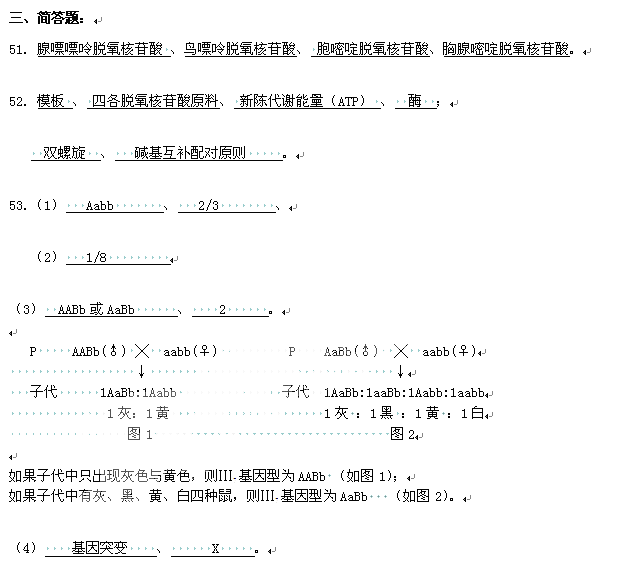 三、简答题：
51. 腺嘌嘌呤脱氧核苷酸 、鸟嘌呤脱氧核苷酸、 胞嘧啶脱氧核苷酸、胸腺嘧啶脱氧核苷酸。
52. 模板 、 四各脱氧核苷酸原料、 新陈代谢能量（ATP） 、 酶 ；
双螺旋 、 碱基互补配对原则 。
53.（1） Aabb 、 2/3 、
（2） 1/8
（3） AABb 或 AaBb 、 2 。
P AABb(♂) ╳ aabb(♀) P AaBb(♂) ╳ aabb(♀)
↓ ↓
子代 1AaBb:1Aabb 子代 1AaBb:1aaBb:1Aabb:1aabb
1 灰：1 黄 1 灰 ：1 黑 ：1 黄 ：1 白
图 1 图 2
如果子代中只出现灰色与黄色，则III-基因型为 AABb （如图 1）；
如果子代中有灰、黑、黄、白四种鼠，则III-基因型为 AaBb （如图 2）。
（4） 基因突变 、 X 。